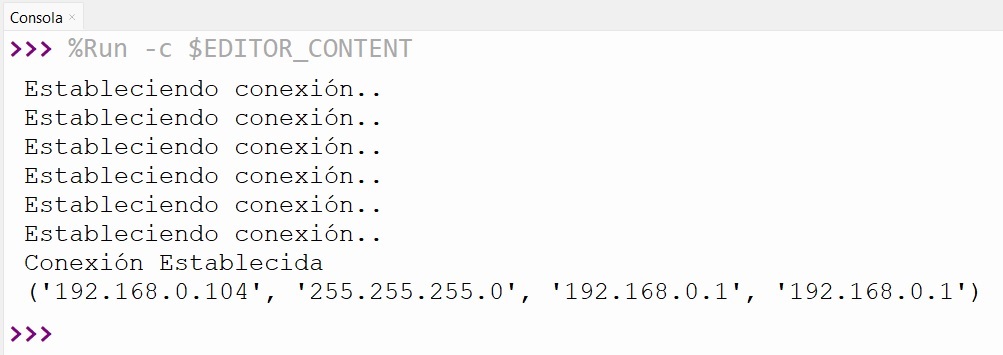 Consola ×
>>> %Run -c $EDITOR_CONTENT
Estableciendo conexión..
Estableciendo conexión..
Estableciendo conexión..
Estableciendo conexión..
Estableciendo conexión..
Estableciendo conexión..
Conexión Establecida
('192.168.0.104', '255.255.255.0', '192.168.0.1', '192.168.0.1')
>>>